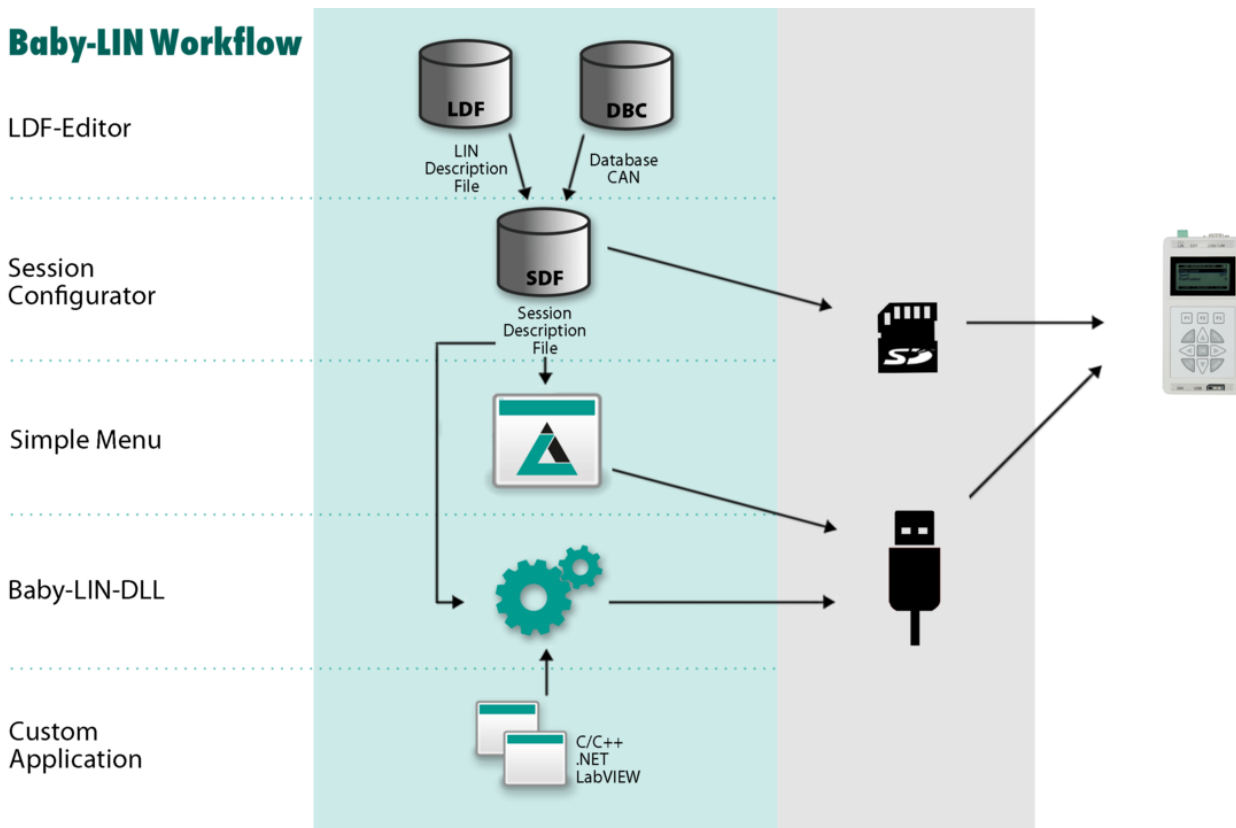 Baby-LIN Workflow
LDF-Editor
LDF
DBC
LIN
Description
File
Database
CAN
Session
Configurator
SDF
Session
Description
File
SD
Simple Menu
Baby-LIN-DLL
Custom
Application
C/C++
.NET
LabVIEW